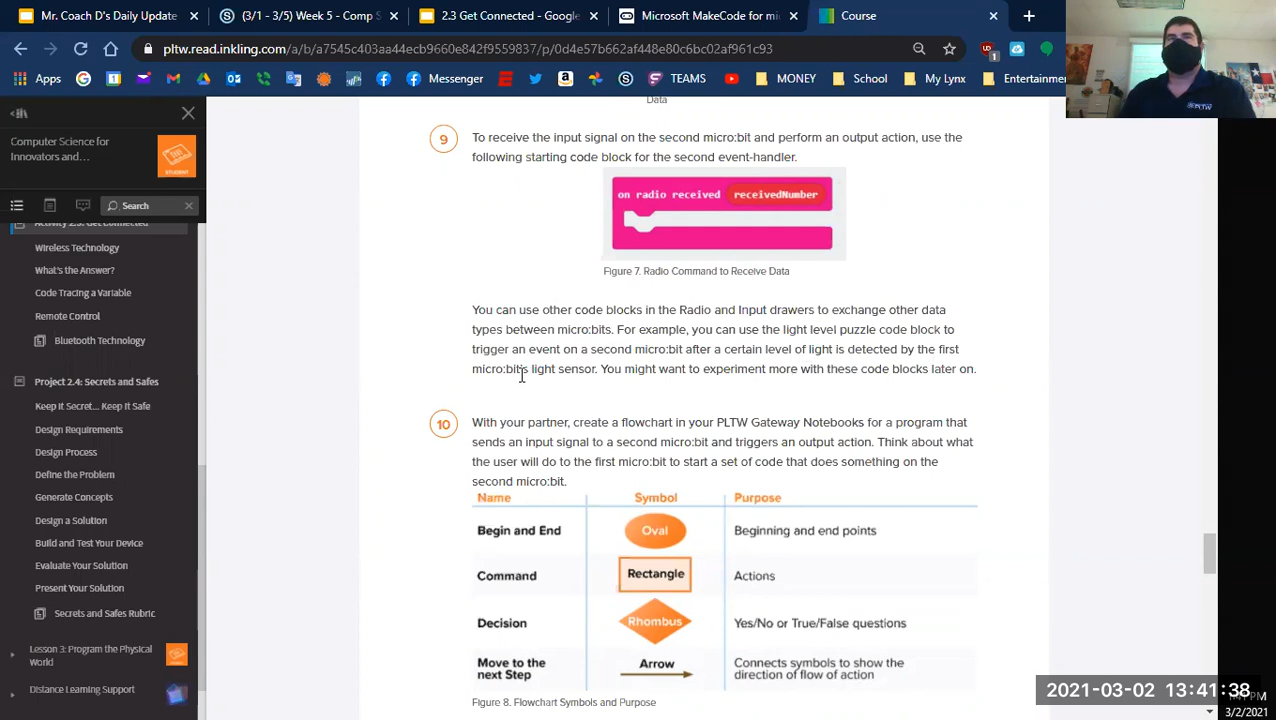 Student: Coach D's Daily
(3/1 - 3/5) Week
2.3 Google Slides - Google
Microsoft MakeCode for micro
Course
pltw.read.inkling.com/a/b/a7545c403aa44ecb9660e842f9559837/p/0d4e57b662af448e80c6bc02af961c93
Apps
Messenger
TEAMS
MONEY
School
My Lynx
Entertainme
Computer Science for
Innovators and...
THE
STUDENT
Search
Activity 2.3: Get Connected
Wireless Technology
What's the Answer?
Code Tracing a Variable
Remote Control
Bluetooth Technology
Project 2.4: Secrets and Safes
Keep it Secret... Keep it Safe
Design Requirements
Design Process
Define the Problem
Generate Concepts
Design a Solution
Build and Test Your Device
Evaluate Your Solution
Present Your Solution
Secrets and Safes Rubric
Lesson 3: Program the Physical
World
Distance Learning Support
Data
9 To receive the input signal on the second micro:bit and perform an output action, use the
following starting code block for the second event-handler.
on radio received receivedNumber
Figure 7. Radio Command to Receive Data
You can use other code blocks in the Radio and Input drawers to exchange other data
types between micro:bits. For example, you can use the light level puzzle code block to
trigger an event on a second micro:bit after a certain level of light is detected by the first
micro:bit's light sensor. You might want to experiment more with these code blocks later on.
10 With your partner, create a flowchart in your PLTW Gateway Notebooks for a program that
sends an input signal to a second micro:bit and triggers an output action. Think about what
the user will do to the first micro:bit to start a set of code that does something on the
second micro:bit.
Name Symbol Purpose
Begin and End Oval Beginning and end points
Command Rectangle Actions
Decision Rhombus Yes/No or True/False questions
Move to the Arrow Connects symbols to show the
next Step direction of flow of action
Figure 8. Flowchart Symbols and Purpose
PLTW
2021-03-02 13:41:38
3/2/2021